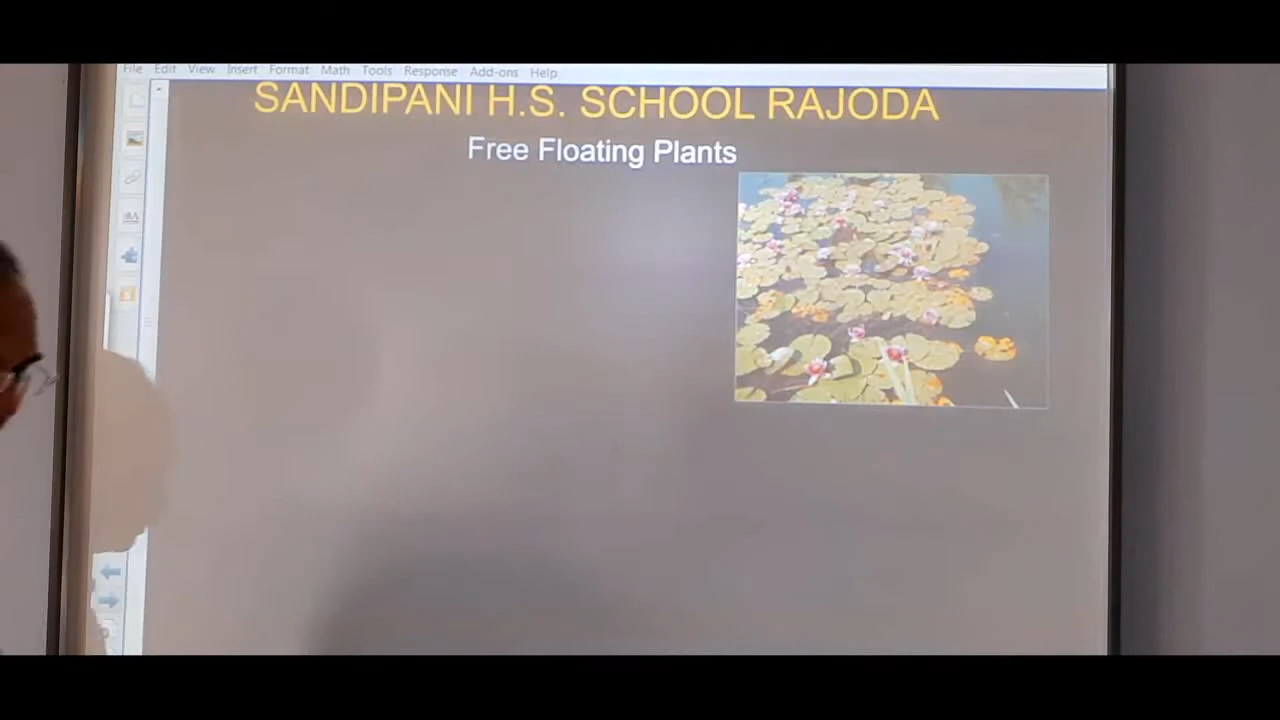 File Edit View Insert Format Math Tools Response Add-ons Help
SANDIPANI H.S. SCHOOL RAJODA
Free Floating Plants